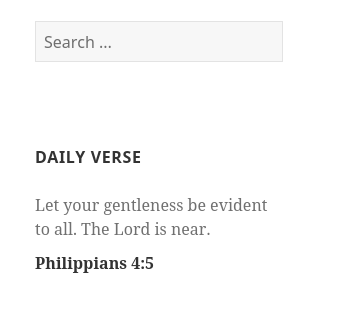 Search ...
DAILY VERSE
Let your gentleness be evident
to all. The Lord is near.
Philippians 4:5